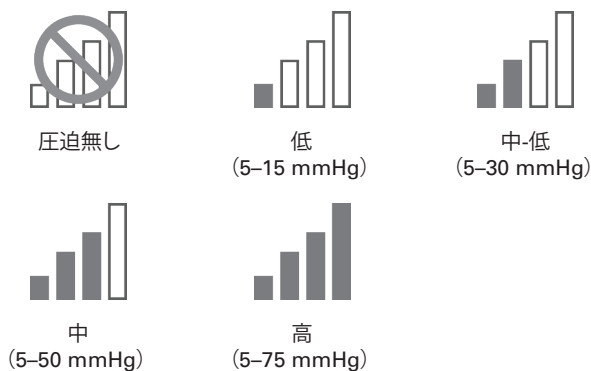 圧迫無し
低
（5–15 mmHg）
中-低
（5–30 mmHg）
中
（5–50 mmHg）
高
（5–75 mmHg）